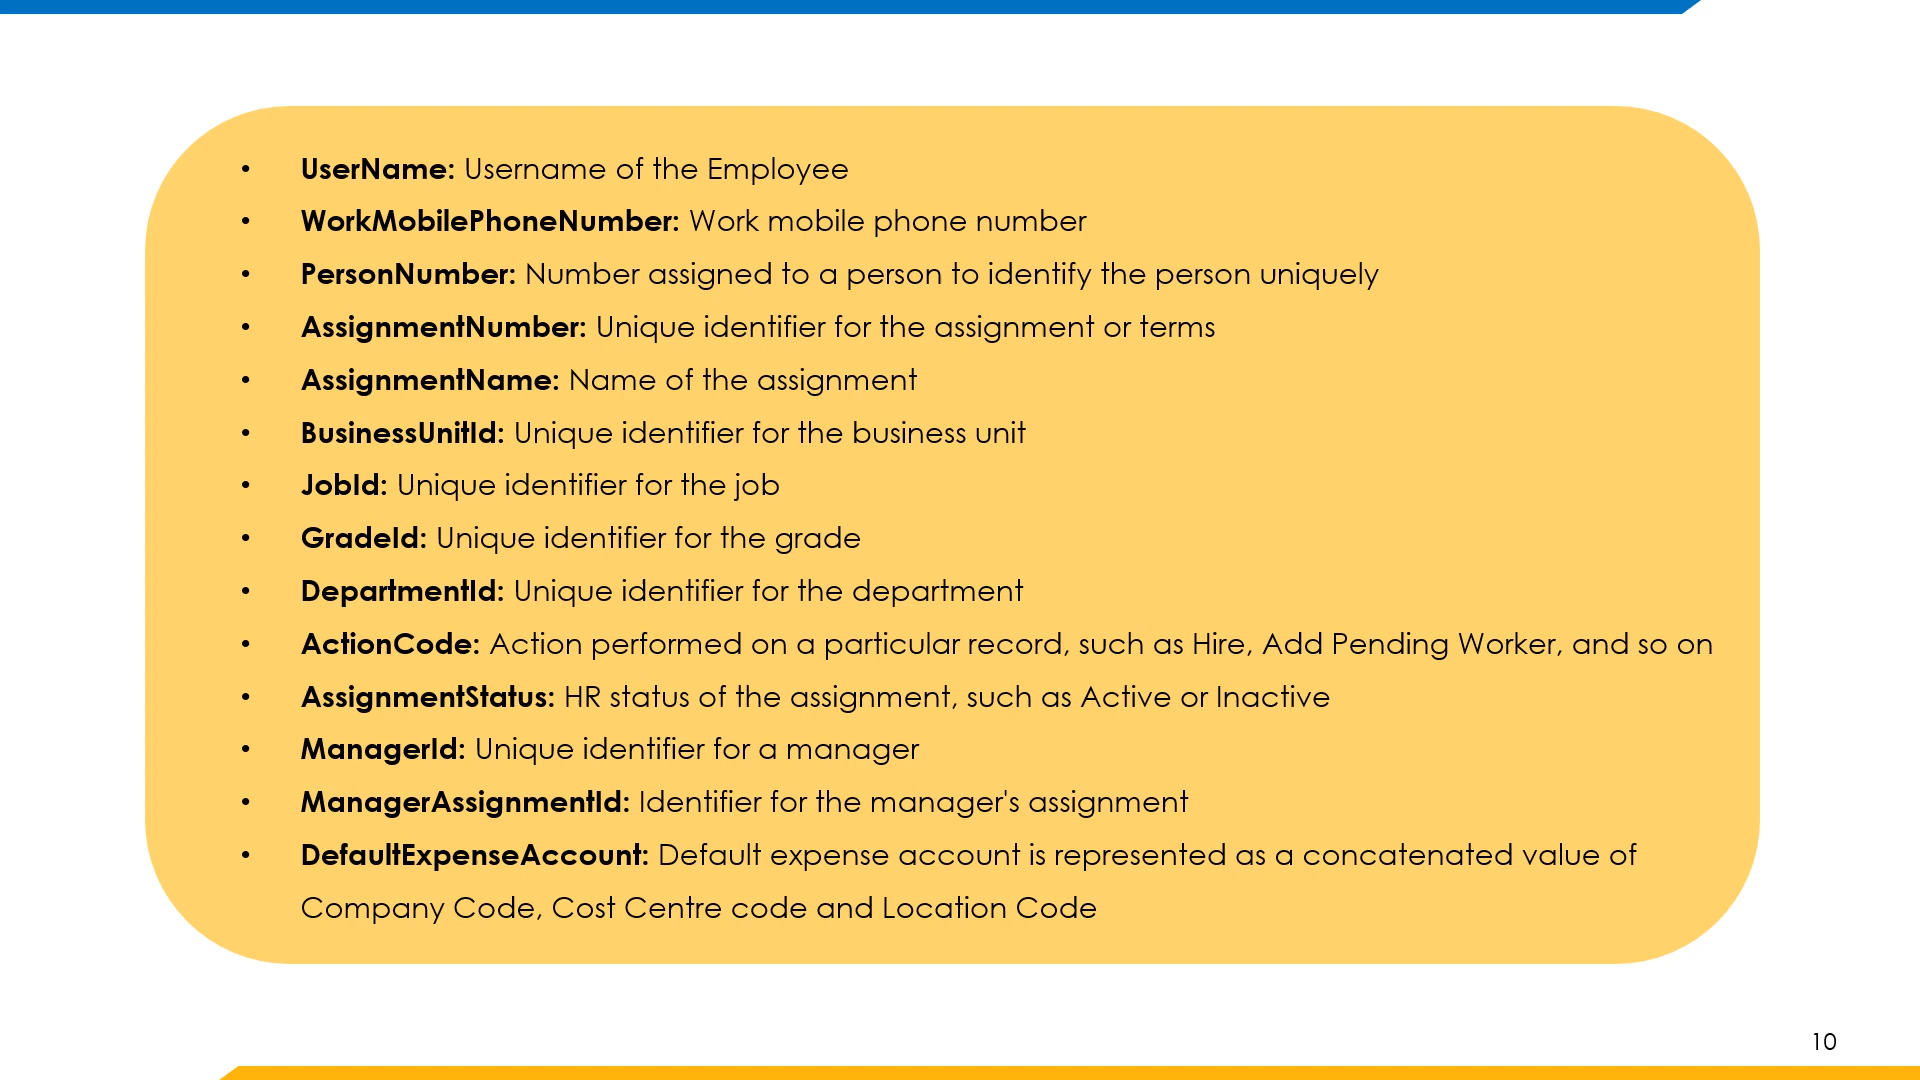 • UserName: Username of the Employee
• WorkMobilePhoneNumber: Work mobile phone number
• PersonNumber: Number assigned to a person to identify the person uniquely
• AssignmentNumber: Unique identifier for the assignment or terms
• AssignmentName: Name of the assignment
• BusinessUnitId: Unique identifier for the business unit
• JobId: Unique identifier for the job
• GradeId: Unique identifier for the grade
• DepartmentId: Unique identifier for the department
• ActionCode: Action performed on a particular record, such as Hire, Add Pending Worker, and so on
• AssignmentStatus: HR status of the assignment, such as Active or Inactive
• ManagerId: Unique identifier for a manager
• ManagerAssignmentId: Identifier for the manager's assignment
• DefaultExpenseAccount: Default expense account is represented as a concatenated value of
Company Code, Cost Centre code and Location Code
10